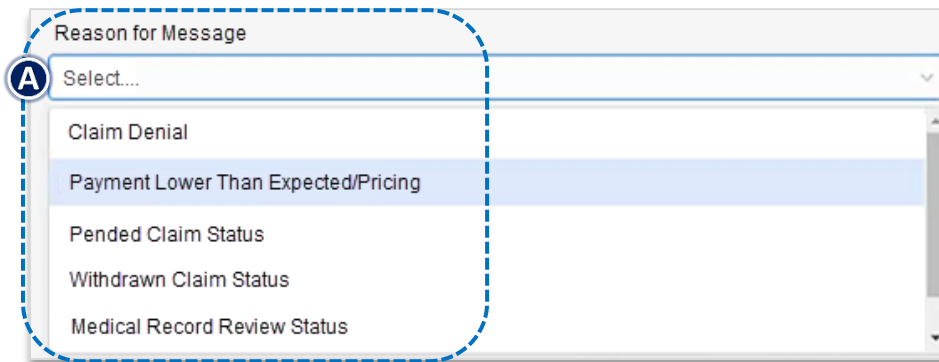 Reason for Message
A
Select....
Claim Denial
Payment Lower Than Expected/Pricing
Pended Claim Status
Withdrawn Claim Status
Medical Record Review Status